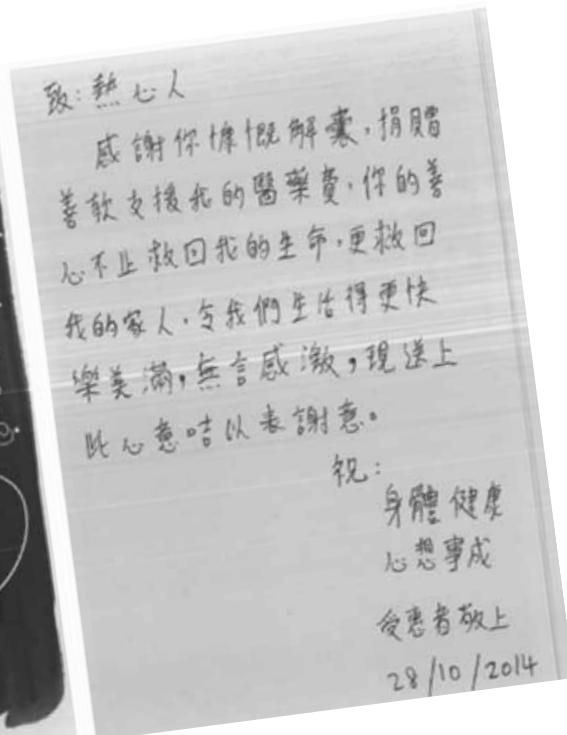 致:熱心人
感謝你慷慨解囊,捐贈
善款支援我的醫藥費,你的善
心不止救回我的生命,更救回
我的家人,令我們生活得更快
樂美滿,無言感激,現送上
此心意咭以表謝意。
祝:
身體健康
心想事成
受惠者敬上
28/10/2014